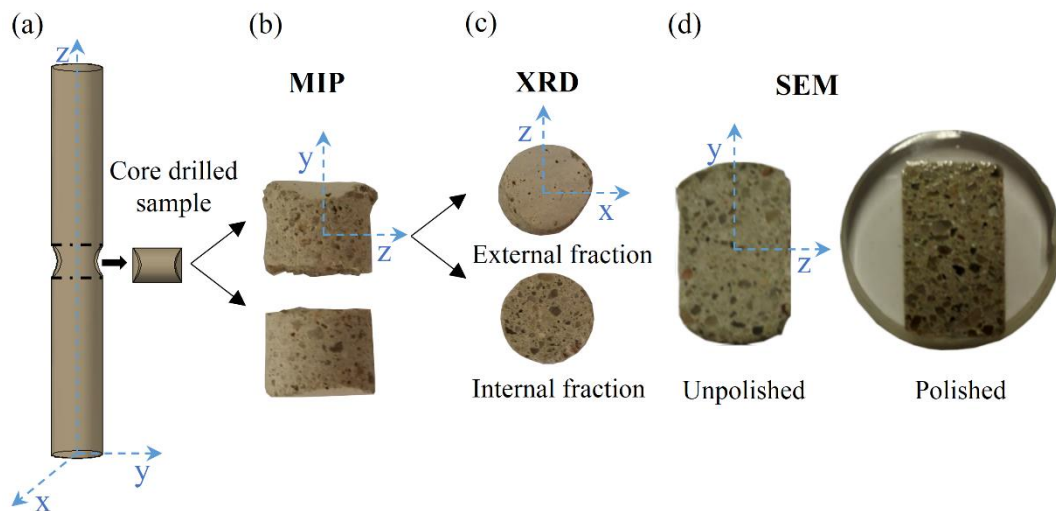 (a)
(b)
(c)
(d)
z
MIP
XRD
SEM
Core drilled
sample
y
z
z
x
External fraction
Internal fraction
y
z
Unpolished
Polished
y
x